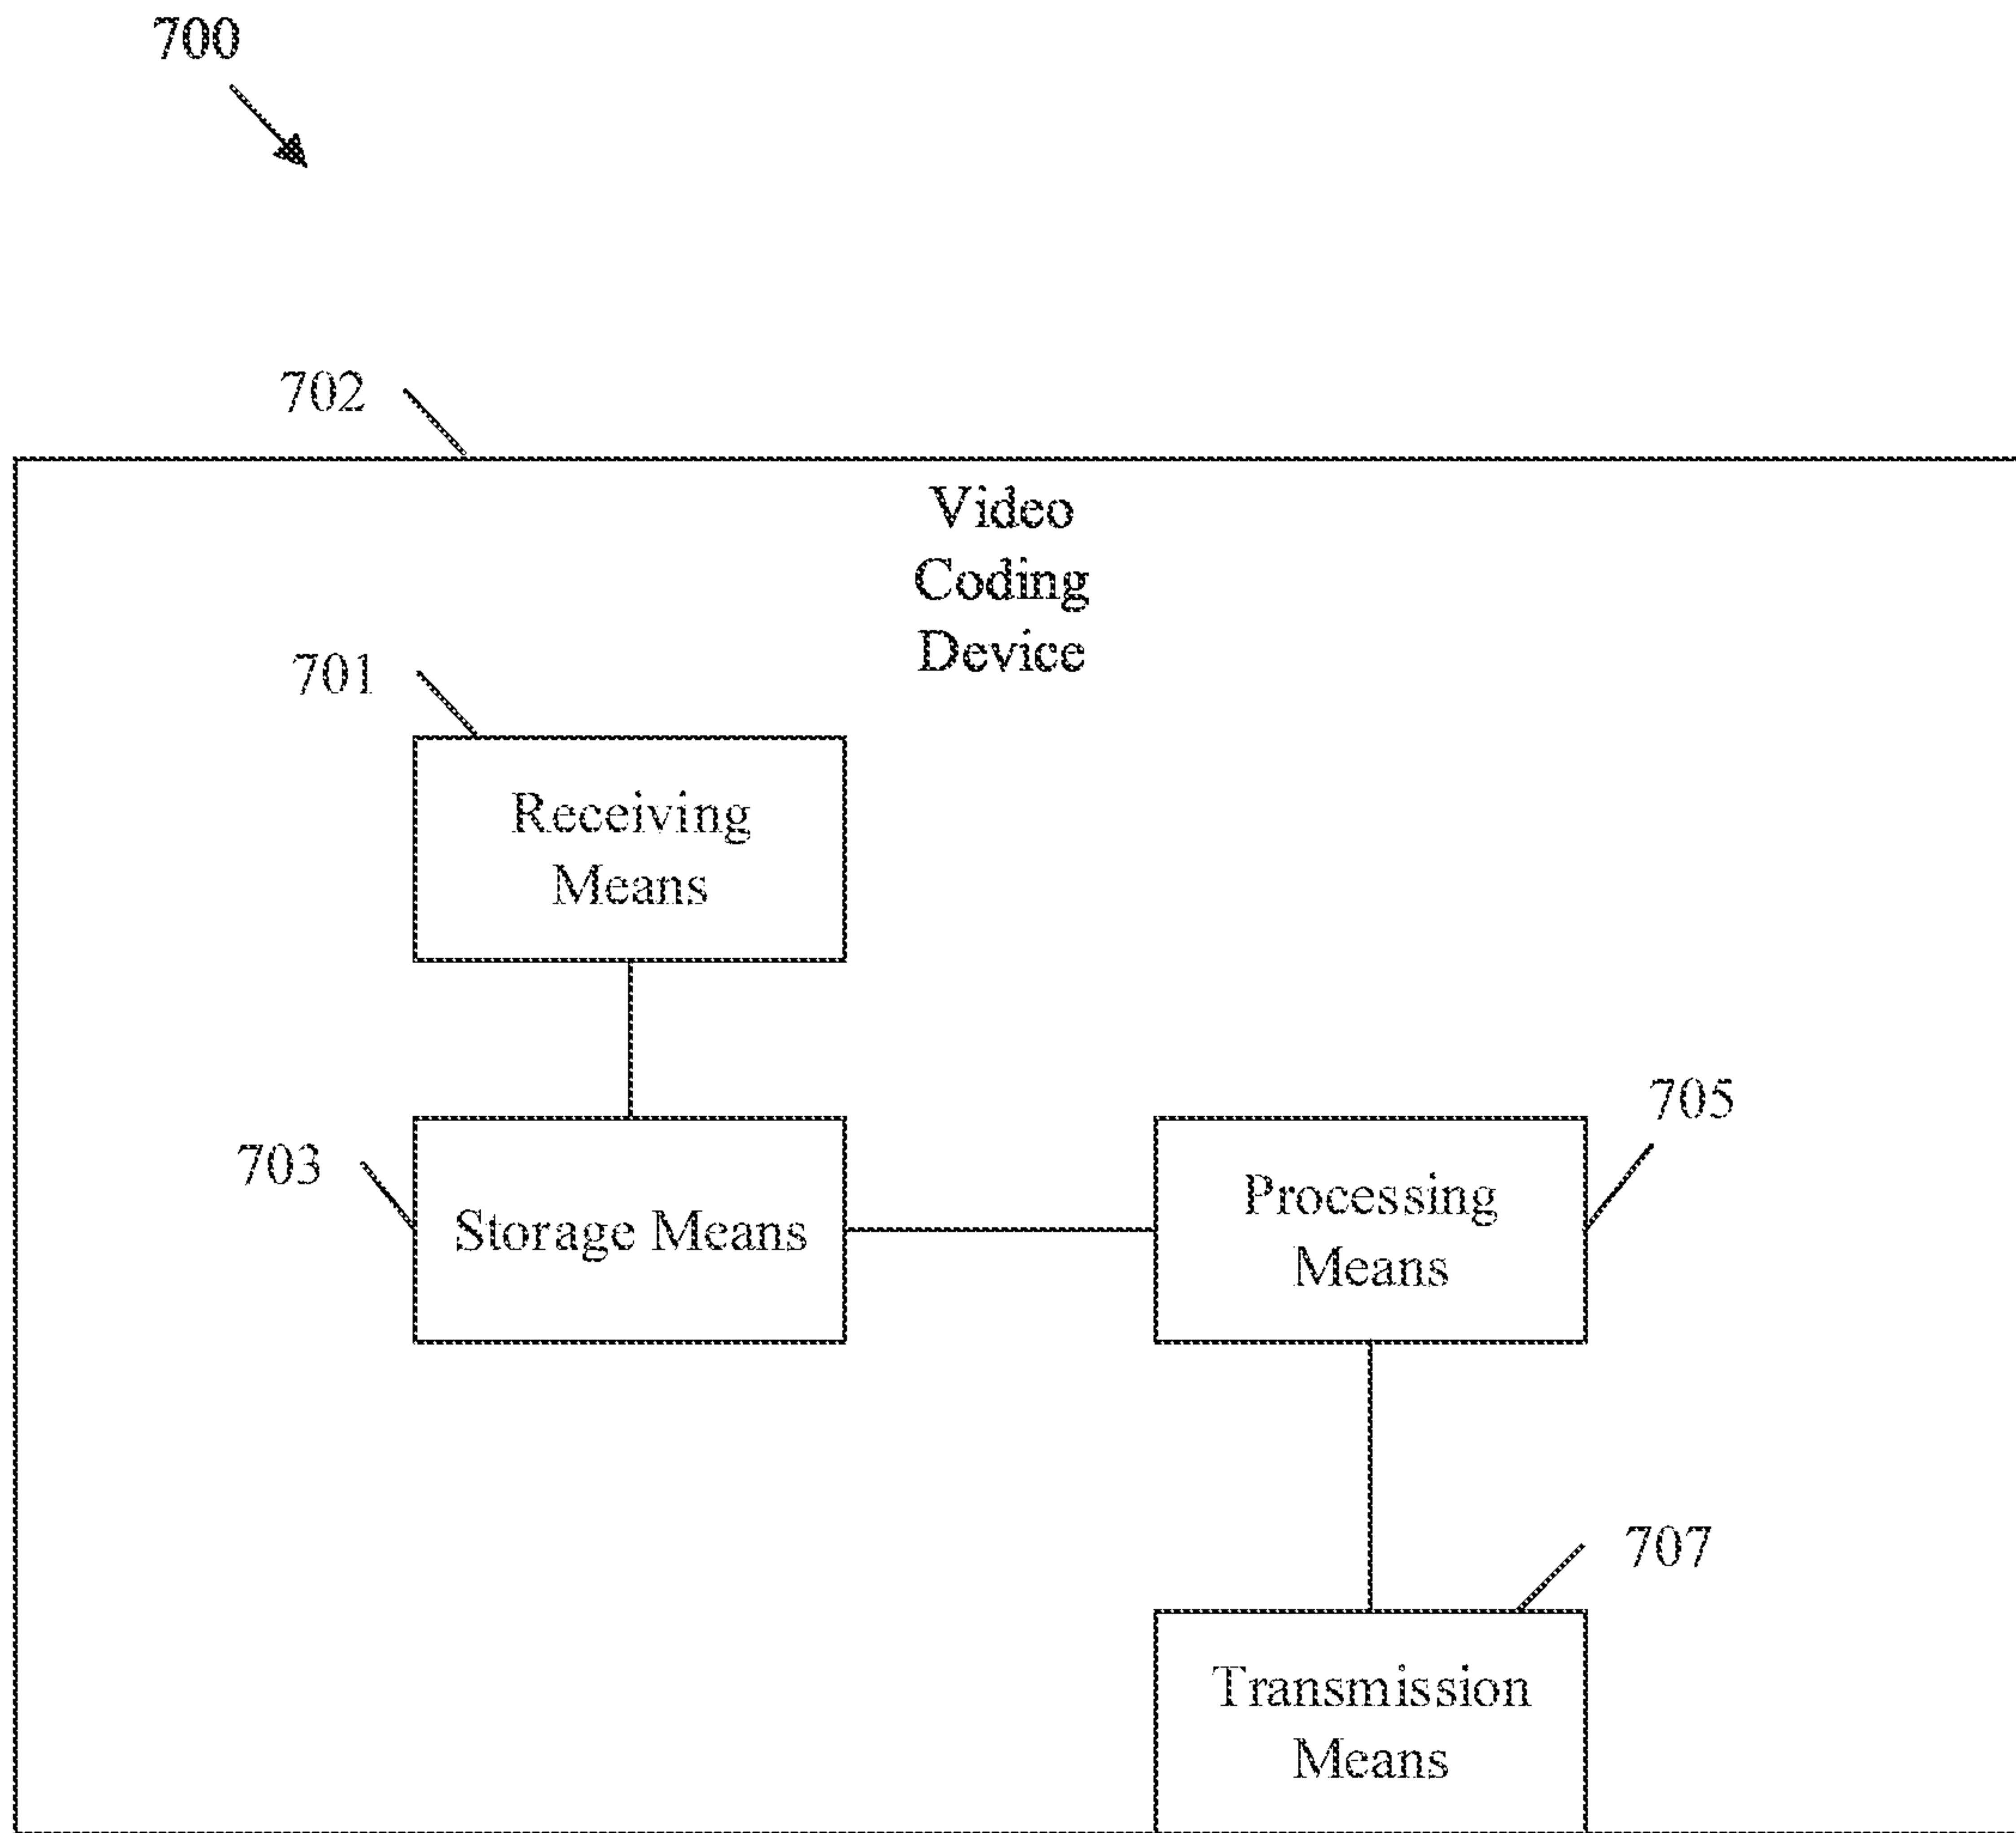 700
702
Video
Coding
Device
701
Receiving
Means
705
703
Storage Means
Processing
Means
707
Transmission
Means